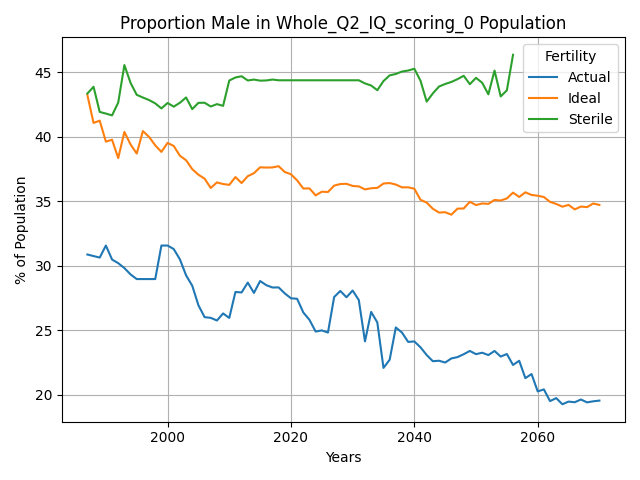 Proportion Male in Whole_Q2_IQ_scoring_0 Population
Fertility
Actual
Ideal
Sterile
% of Population
45
40
35
30
25
20
2000
2020
2040
2060
Years